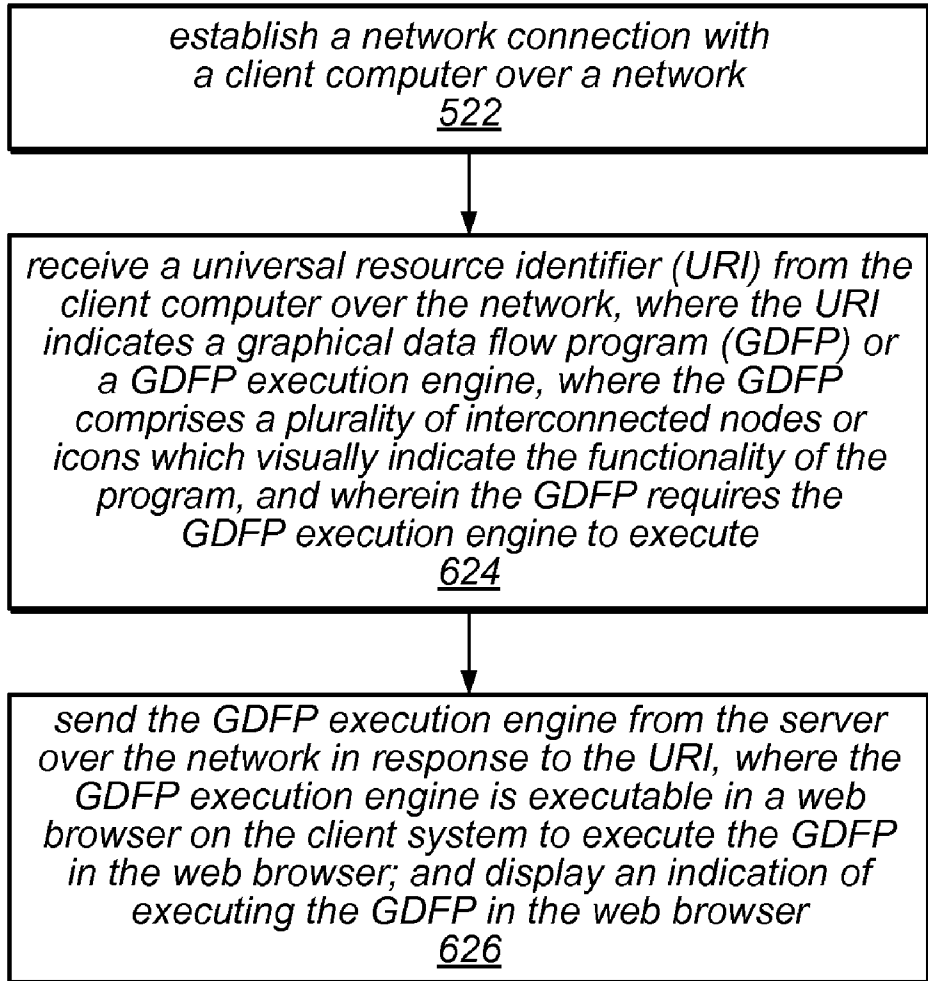 establish a network connection with
a client computer over a network
522
receive a universal resource identifier (URI) from the
client computer over the network, where the URI
indicates a graphical data flow program (GDFP) or
a GDFP execution engine, where the GDFP
comprises a plurality of interconnected nodes or
icons which visually indicate the functionality of the
program, and wherein the GDFP requires the
GDFP execution engine to execute
624
send the GDFP execution engine from the server
over the network in response to the URI, where the
GDFP execution engine is executable in a web
browser on the client system to execute the GDFP
in the web browser; and display an indication of
executing the GDFP in the web browser
626